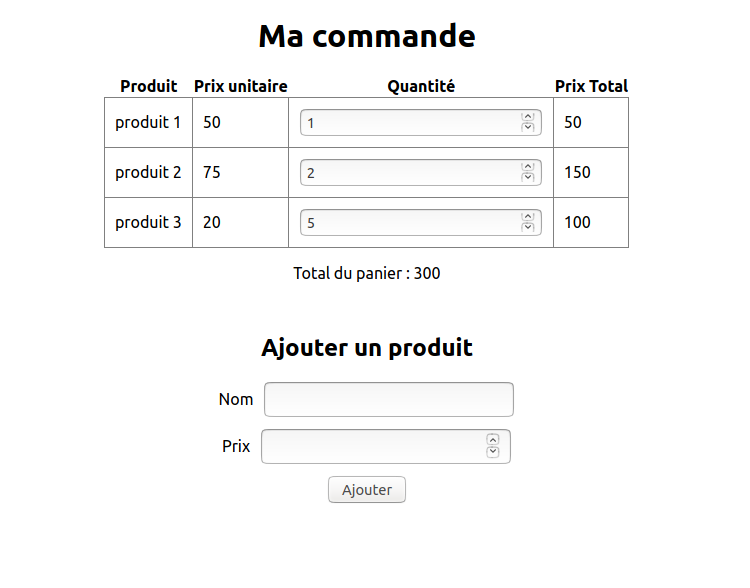 Ma commande
Produit Prix unitaire Quantité Prix Total
produit 1 50 1 50
produit 2 75 2 150
produit 3 20 5 100
Total du panier : 300
Ajouter un produit
Nom
Prix
Ajouter